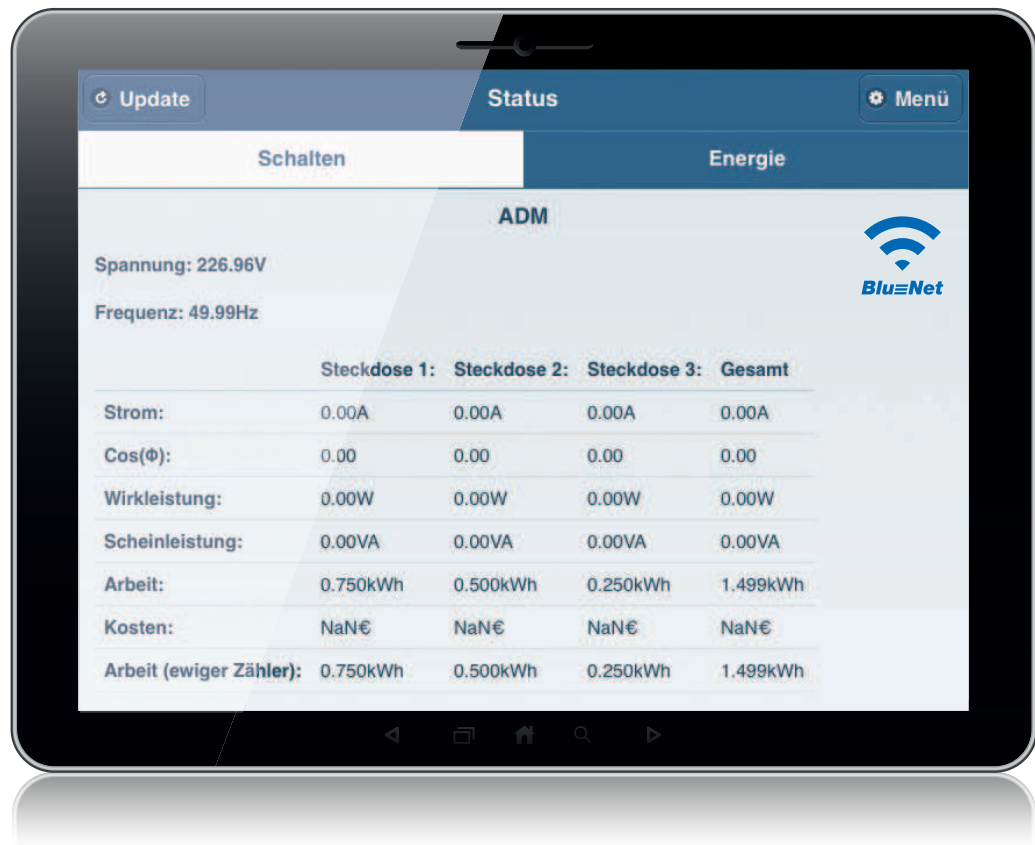 Update Status Menü
Schalten Energie
ADM
BlueNet
Spannung: 226.96V
Frequenz: 49.99Hz
Steckdose 1: Steckdose 2: Steckdose 3: Gesamt
Strom: 0.00A 0.00A 0.00A 0.00A
Cos(Φ): 0.00 0.00 0.00 0.00
Wirkleistung: 0.00W 0.00W 0.00W 0.00W
Scheinleistung: 0.00VA 0.00VA 0.00VA 0.00VA
Arbeit: 0.750kWh 0.500kWh 0.250kWh 1.499kWh
Kosten: NaN€ NaN€ NaN€ NaN€
Arbeit (ewiger Zähler): 0.750kWh 0.500kWh 0.250kWh 1.499kWh